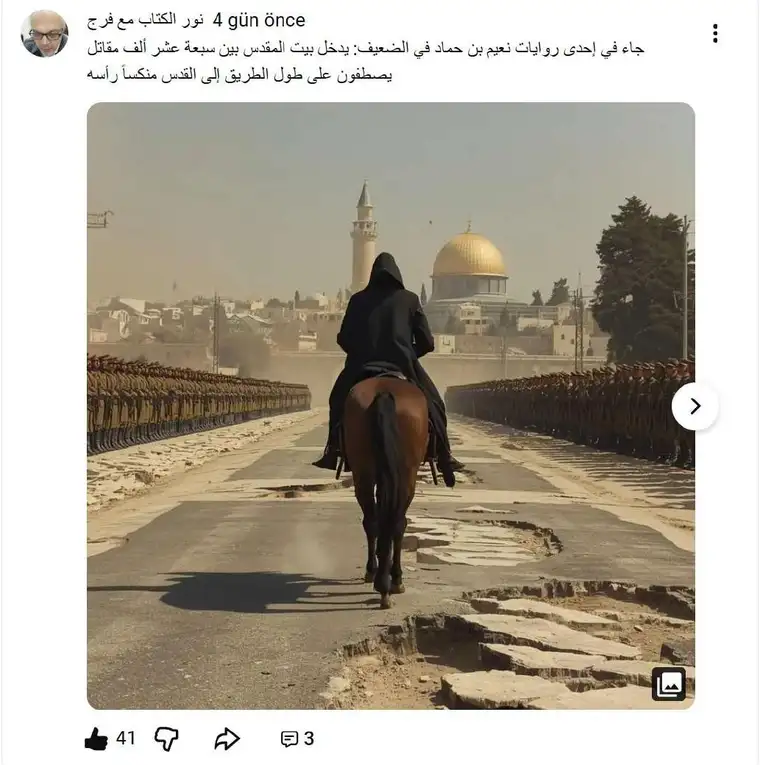 نور الكتاب مع فرج 4 gün önce
جاء في إحدى روايات نعيم بن حماد في الضعيف: يدخل بيت المقدس بين سبعة عشر ألف مقاتل
يصطفون على طول الطريق إلى القدس منكساً رأسه
41 3